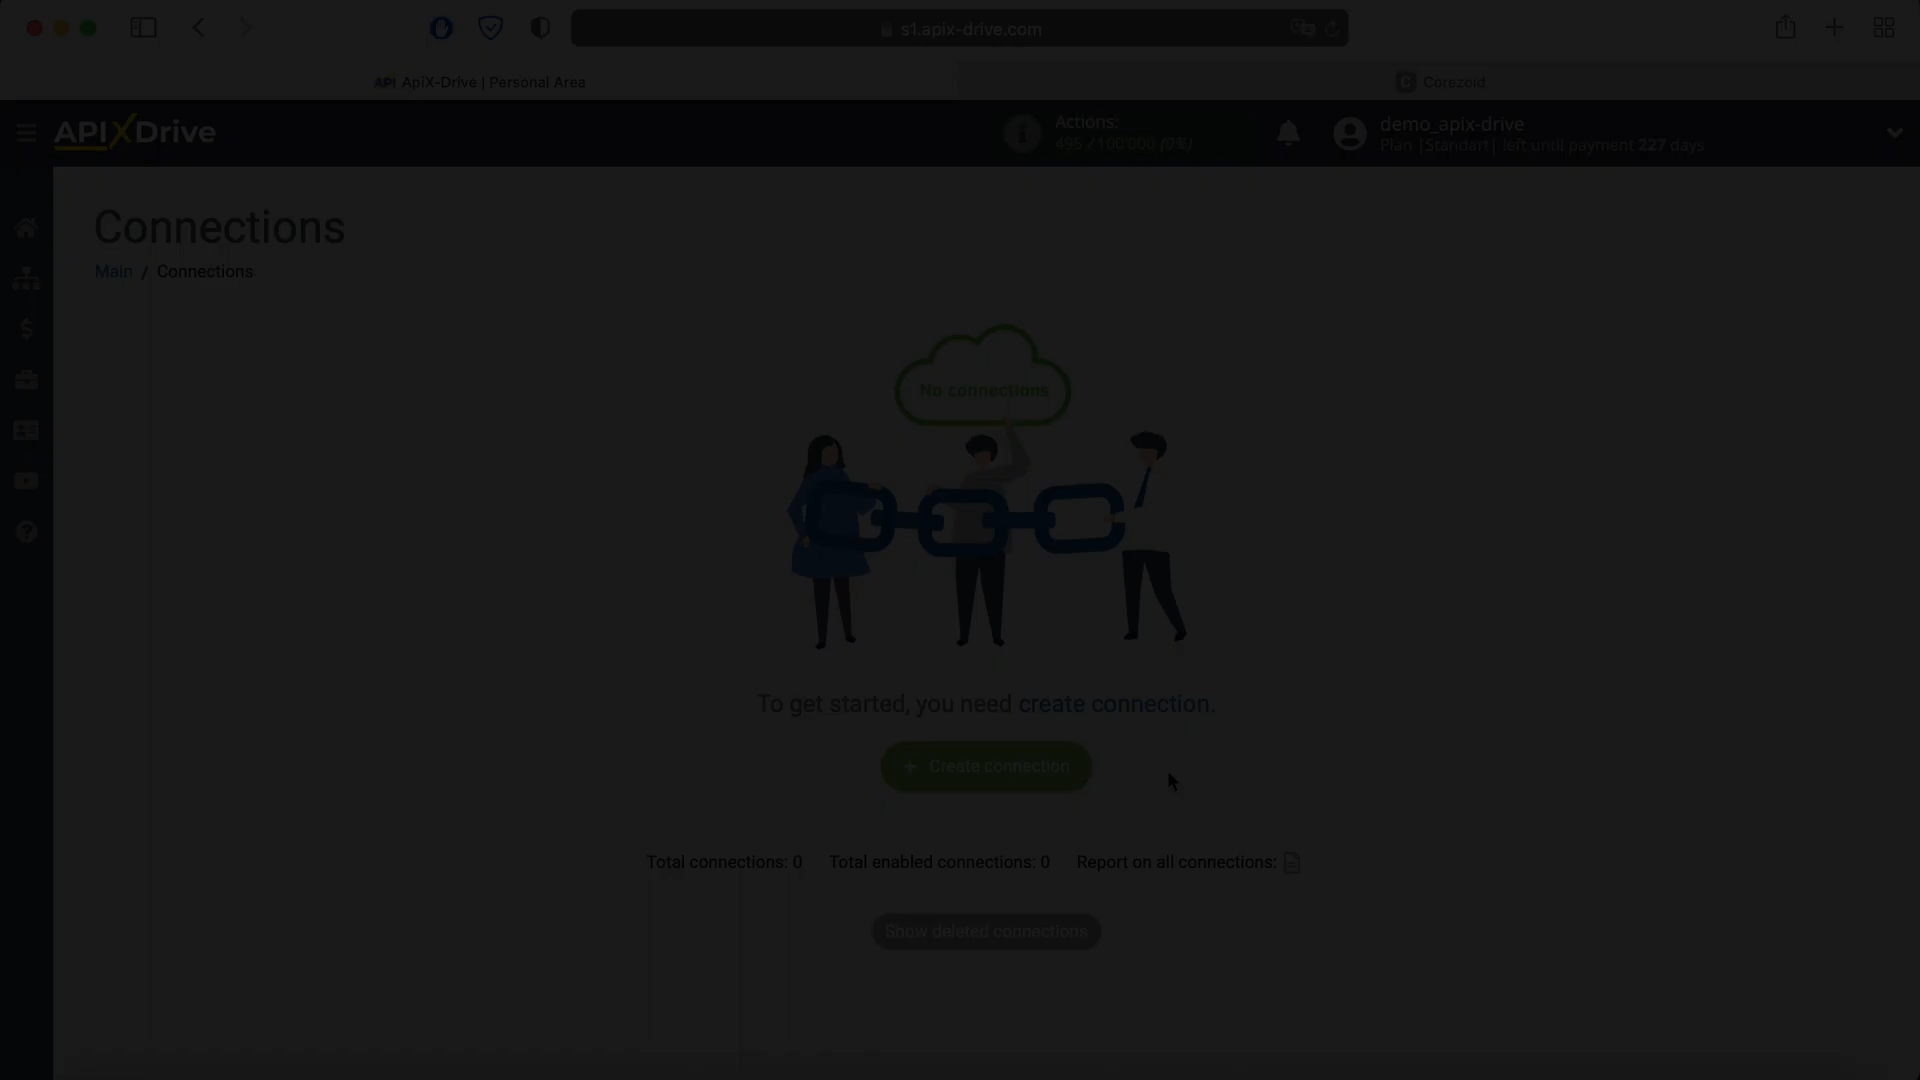 s1.apix-drive.com
API ApiX-Drive | Personal Area
C Corezoid
APIXDrive
Actions:
495 / 100'000 (0%)
demo_apix-drive
Plan |Standart| left until payment 227 days
Connections
Main / Connections
No connections
To get started, you need create connection.
+ Create connection
Total connections: 0 Total enabled connections: 0 Report on all connections:
Show deleted connections